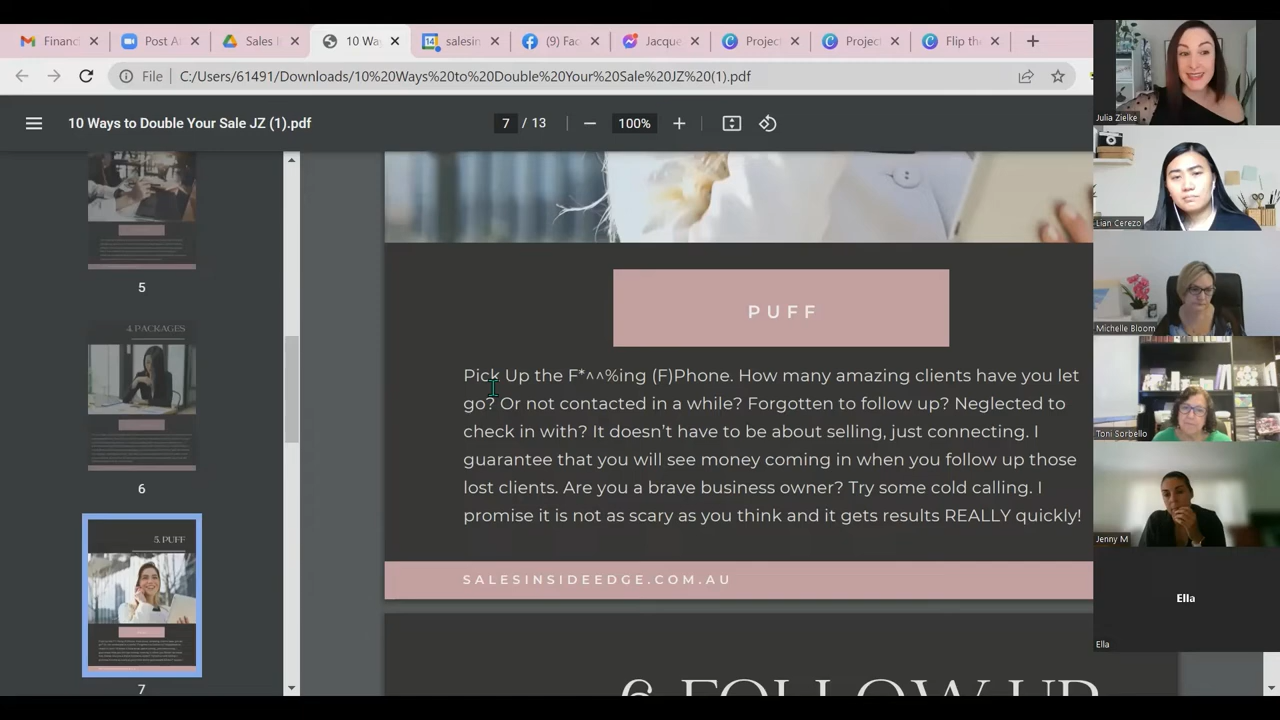 Financ
Post At
Sales I
10 Way
salesin
(9) Fac
Jacque
Project
Project
Flip the
File
C:/Users/61491/Downloads/10%20Ways%20to%20Double%20Your%20Sale%20JZ%20(1).pdf
10 Ways to Double Your Sale JZ (1).pdf
7 / 13
100%
5
4. PACKAGES
6
5. PUFF
7
PUFF
Pick Up the F*^^%ing (F)Phone. How many amazing clients have you let
go? Or not contacted in a while? Forgotten to follow up? Neglected to
check in with? It doesn't have to be about selling, just connecting. I
guarantee that you will see money coming in when you follow up those
lost clients. Are you a brave business owner? Try some cold calling. I
promise it is not as scary as you think and it gets results REALLY quickly!
SALESINSIDEEDGE.COM.AU
6. FOLLOW UP
Julia Zielke
Lian Cerezo
Michelle Bloom
Toni Sorbello
Jenny M
Ella
Ella